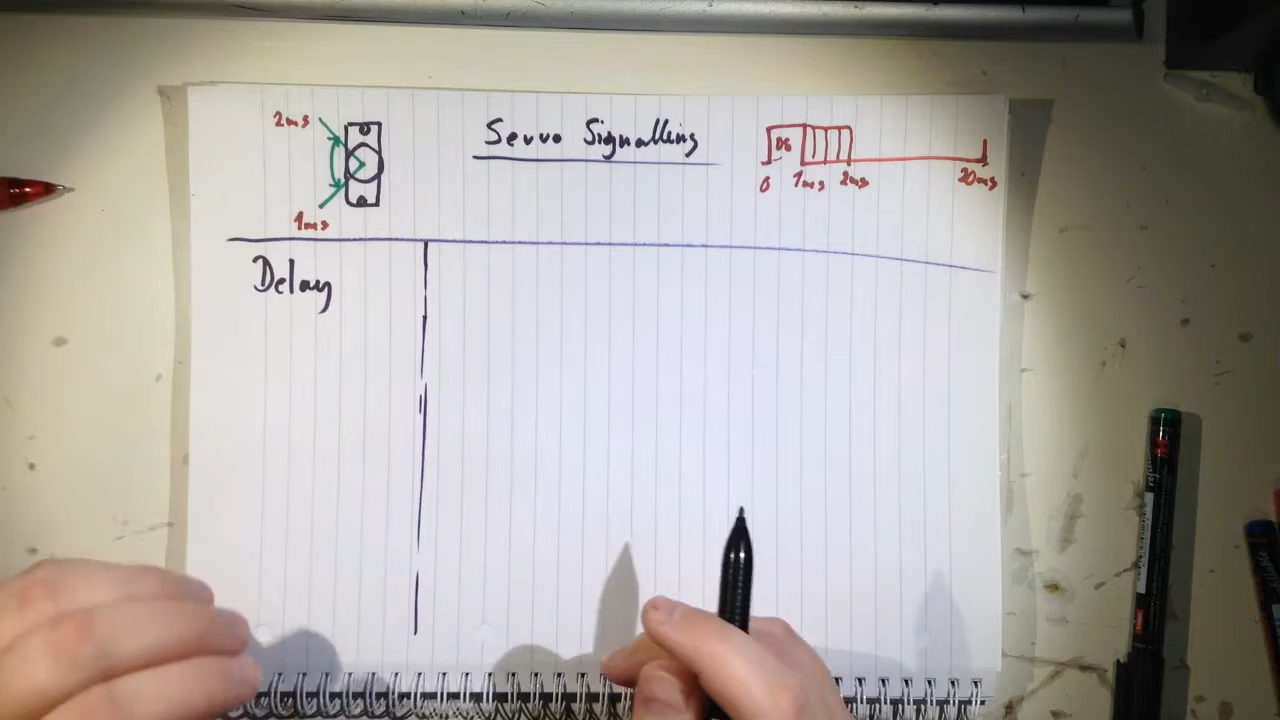 2ms
Servo Signalling
0 1ms 2ms 20ms
1ms
Delay